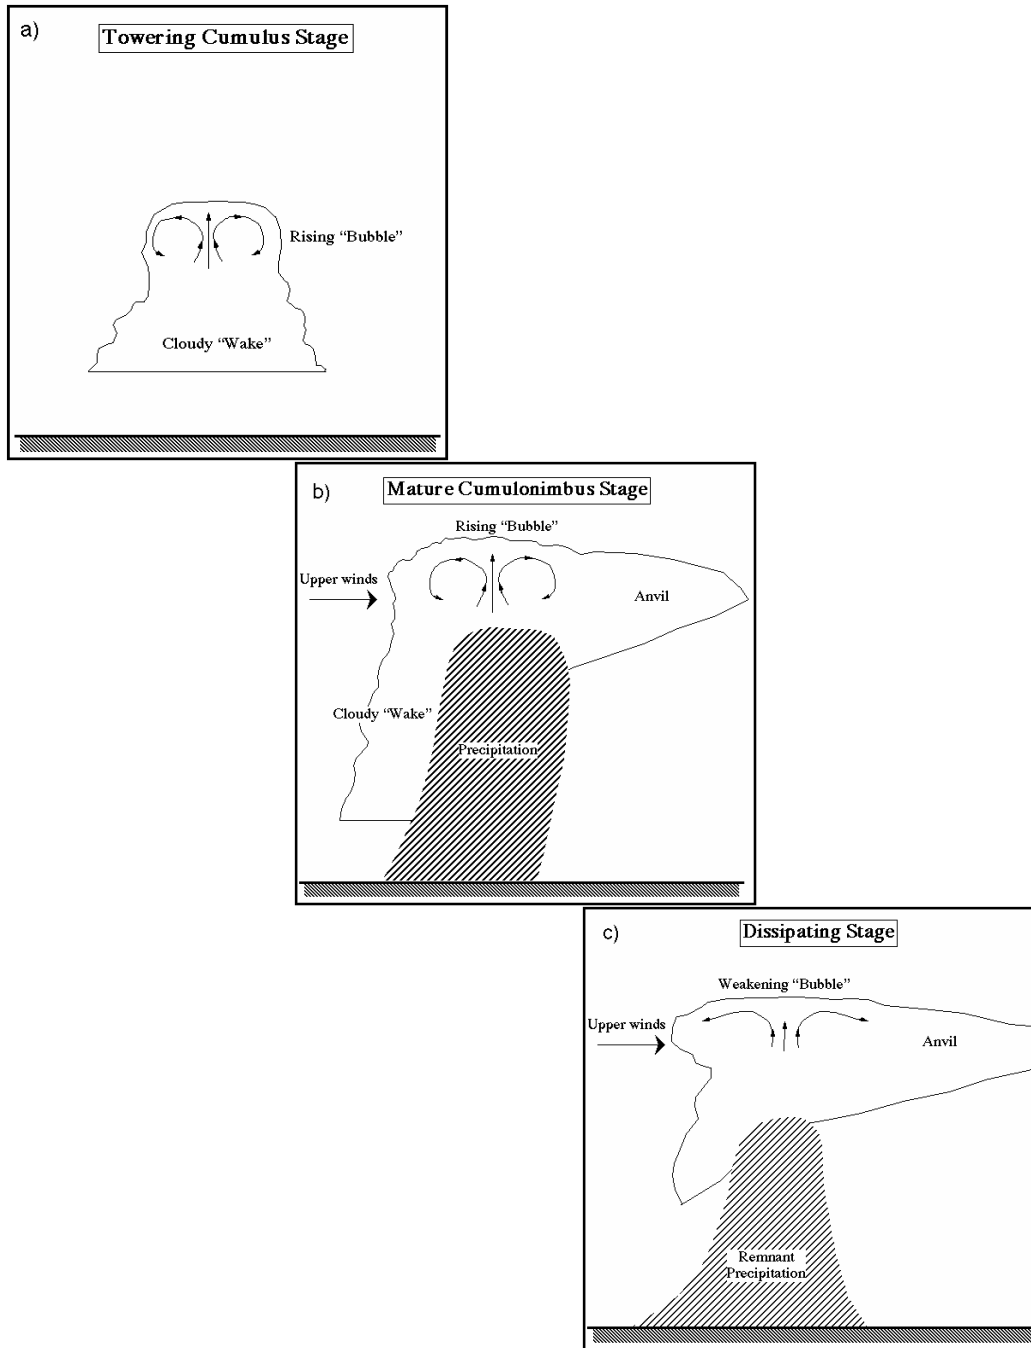 a)
Towering Cumulus Stage
Rising “Bubble”
Cloudy “Wake”
b)
Mature Cumulonimbus Stage
Rising “Bubble”
Upper winds
Anvil
Cloudy “Wake”
Precipitation
c)
Dissipating Stage
Weakening “Bubble”
Upper winds
Anvil
Remnant
Precipitation